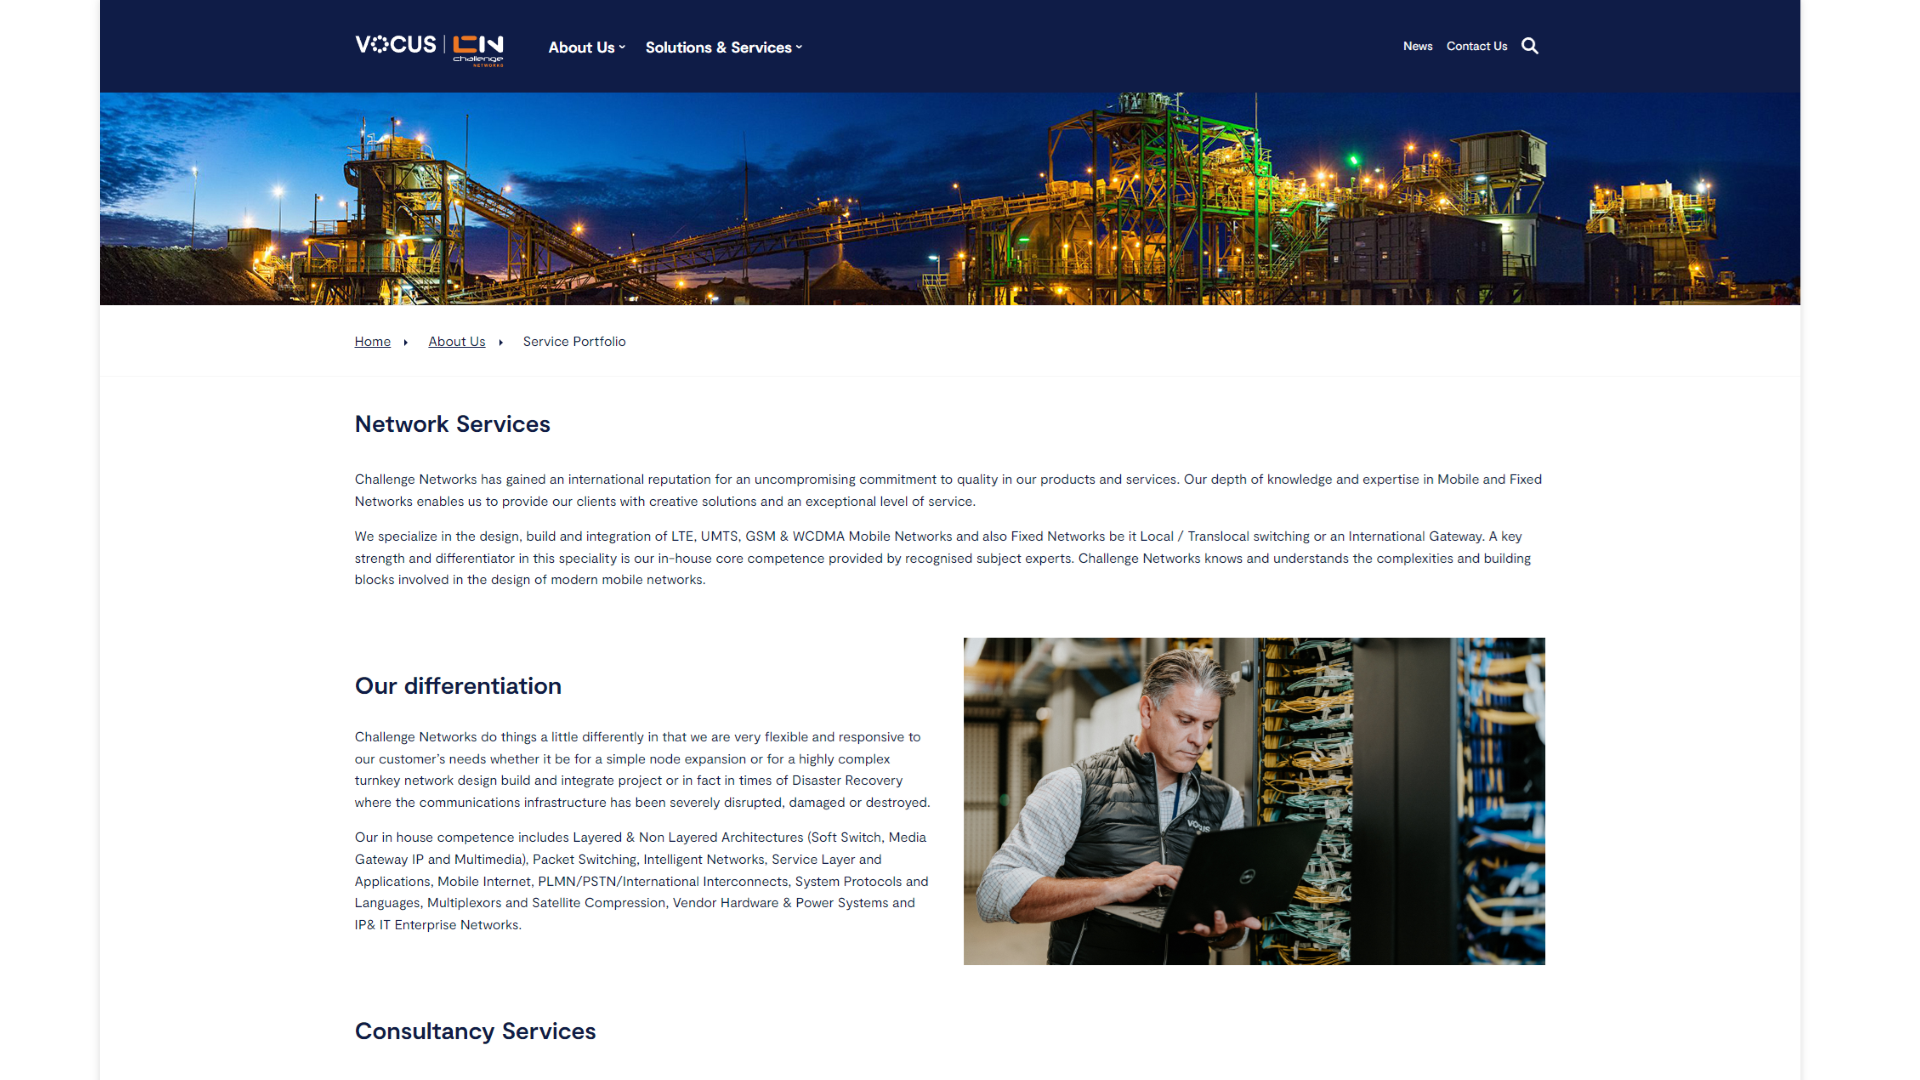 VOCUS
challenge
NETWORKS
About Us
Solutions & Services
News
Contact Us
Home
About Us
Service Portfolio
Network Services
Challenge Networks has gained an international reputation for an uncompromising commitment to quality in our products and services. Our depth of knowledge and expertise in Mobile and Fixed
Networks enables us to provide our clients with creative solutions and an exceptional level of service.
We specialize in the design, build and integration of LTE, UMTS, GSM & WCDMA Mobile Networks and also Fixed Networks be it Local / Translocal switching or an International Gateway. A key
strength and differentiator in this speciality is our in-house core competence provided by recognised subject experts. Challenge Networks knows and understands the complexities and building
blocks involved in the design of modern mobile networks.
Our differentiation
Challenge Networks do things a little differently in that we are very flexible and responsive to
our customer’s needs whether it be for a simple node expansion or for a highly complex
turnkey network design build and integrate project or in fact in times of Disaster Recovery
where the communications infrastructure has been severely disrupted, damaged or destroyed.
Our in house competence includes Layered & Non Layered Architectures (Soft Switch, Media
Gateway IP and Multimedia), Packet Switching, Intelligent Networks, Service Layer and
Applications, Mobile Internet, PLMN/PSTN/International Interconnects, System Protocols and
Languages, Multiplexors and Satellite Compression, Vendor Hardware & Power Systems and
IP& IT Enterprise Networks.
VOCUS
DELL
Consultancy Services